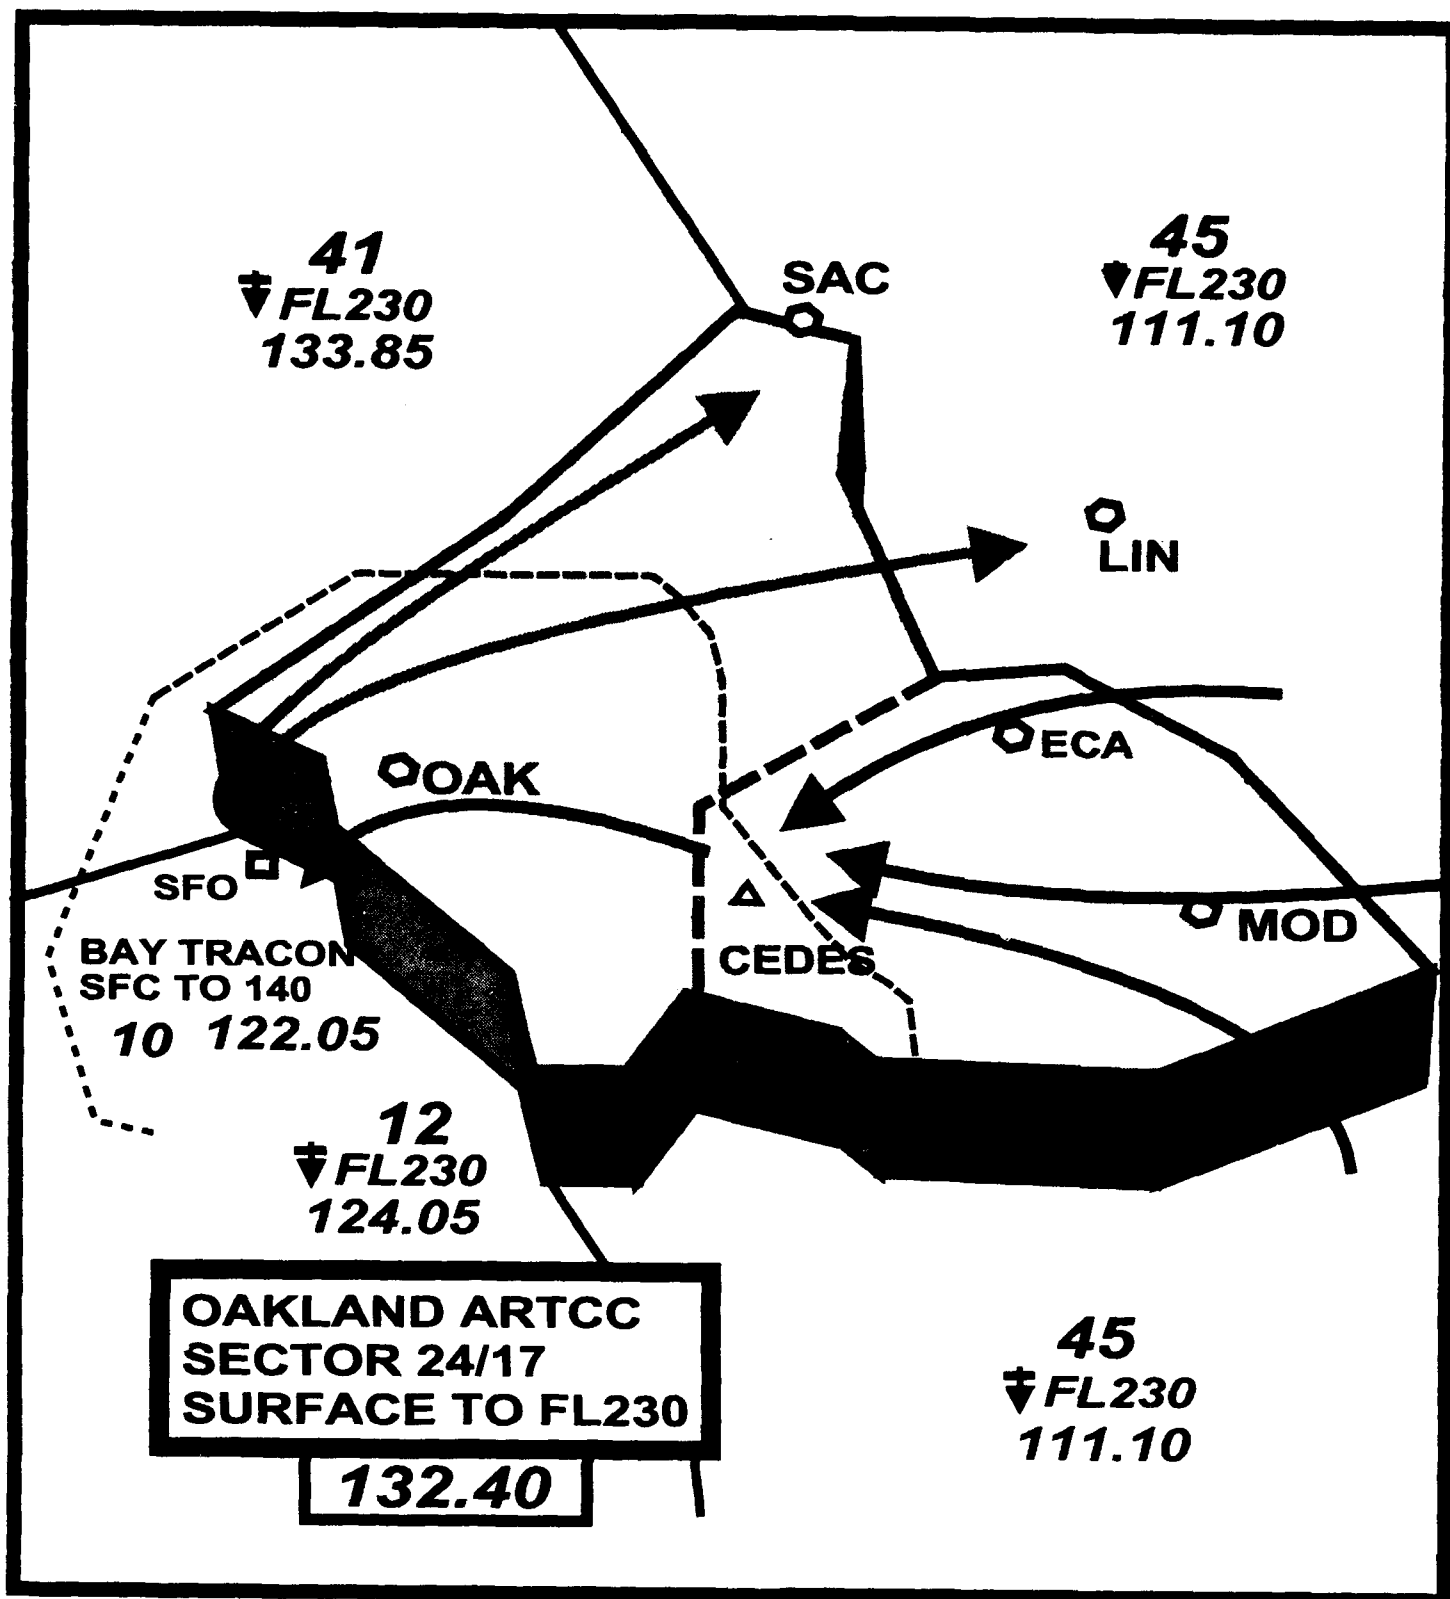 41
FL230
133.85
45
FL230
111.10
SAC
LIN
ECA
OAK
SFO
MOD
CEDES
BAY TRACON
SFC TO 140
10 122.05
12
FL230
124.05
OAKLAND ARTCC
SECTOR 24/17
SURFACE TO FL230
132.40
45
FL230
111.10